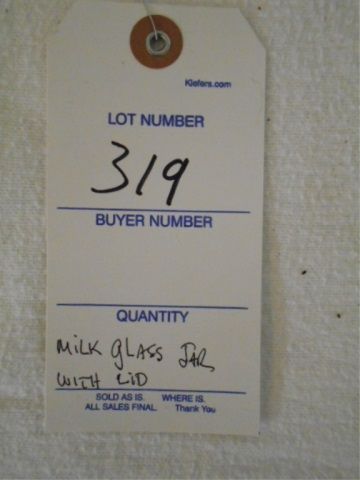 Kiefers.com
LOT NUMBER
319
BUYER NUMBER
QUANTITY
MILK GLASS JAR
WITH LID
SOLD AS IS. WHERE IS.
ALL SALES FINAL. Thank You